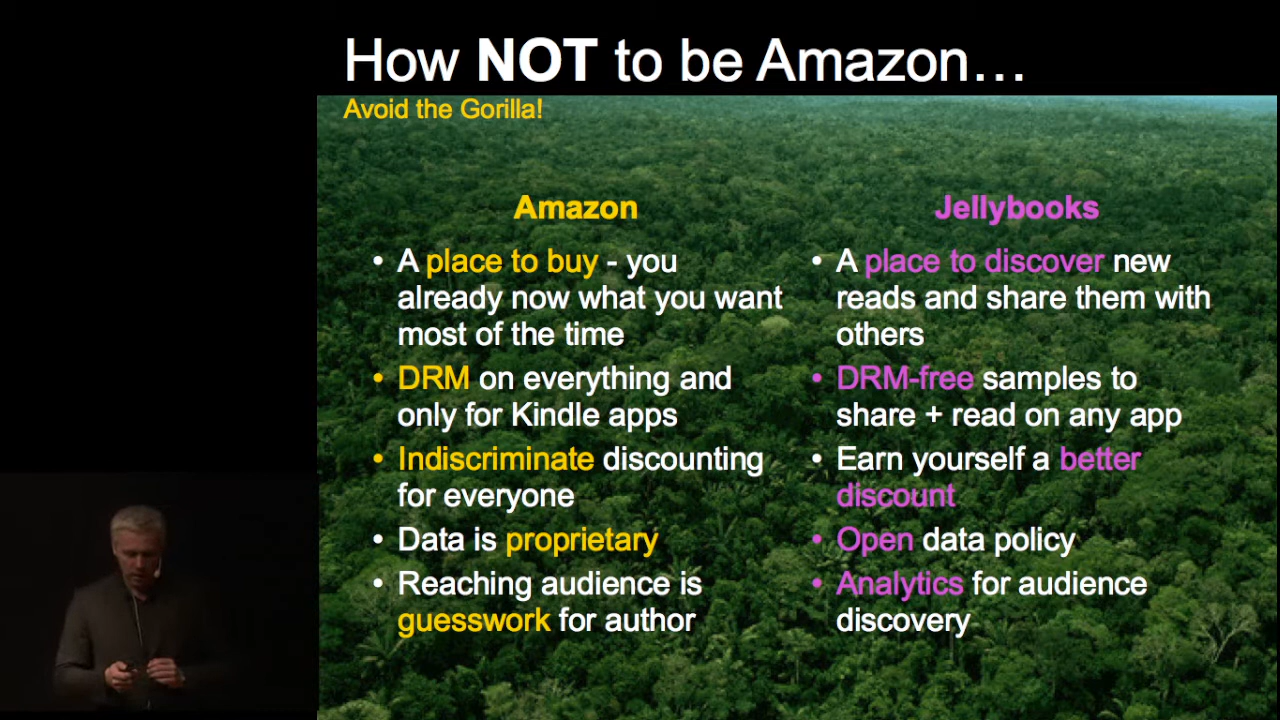 How NOT to be Amazon…
Avoid the Gorilla!
Amazon
• A place to buy - you
already now what you want
most of the time
• DRM on everything and
only for Kindle apps
• Indiscriminate discounting
for everyone
• Data is proprietary
• Reaching audience is
guesswork for author
Jellybooks
• A place to discover new
reads and share them with
others
• DRM-free samples to
share + read on any app
• Earn yourself a better
discount
• Open data policy
• Analytics for audience
discovery